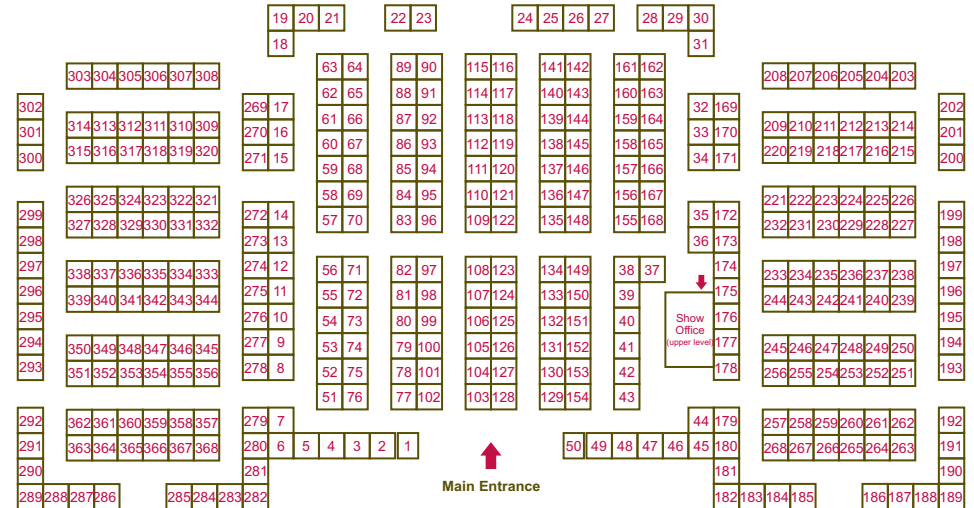 19 20 21 22 23 24 25 26 27 28 29 30
18 31
63 64 89 90 115 116 141 142 161 162
303 304 305 306 307 308 62 65 88 91 114 117 140 143 160 163 208 207 206 205 204 203
302 269 17 61 66 87 92 113 118 139 144 159 164 32 169 202
301 314 313 312 311 310 309 270 16 60 67 86 93 112 119 138 145 158 165 33 170 209 210 211 212 213 214 201
300 315 316 317 318 319 320 271 15 59 68 85 94 111 120 137 146 157 166 34 171 220 219 218 217 216 215 200
326 325 324 323 322 321 58 69 84 95 110 121 136 147 156 167 221 222 223 224 225 226
299 327 328 329 330 331 332 272 14 57 70 83 96 109 122 135 148 155 168 35 172 232 231 230 229 228 227 199
298 273 13 36 173 198
297 338 337 336 335 334 333 274 12 56 71 82 97 108 123 134 149 38 37 174 233 234 235 236 237 238 197
296 339 340 341 342 343 344 275 11 55 72 81 98 107 124 133 150 39 175 244 243 242 241 240 239 196
295 276 10 54 73 80 99 106 125 132 151 40 Show 176 195
Office
(upper level)
294 350 349 348 347 346 345 277 9 53 74 79 100 105 126 131 152 41 177 245 246 247 248 249 250 194
293 351 352 353 354 355 356 278 8 52 75 78 101 104 127 130 153 42 178 256 255 254 253 252 251 193
51 76 77 102 103 128 129 154 43
292 362 361 360 359 358 357 279 7 44 179 257 258 259 260 261 262 192
291 363 364 365 366 367 368 280 6 5 4 3 2 1 50 49 48 47 46 45 180 268 267 266 265 264 263 191
290 281 181 190
Main Entrance
289 288 287 286 285 284 283 282 182 183 184 185 186 187 188 189